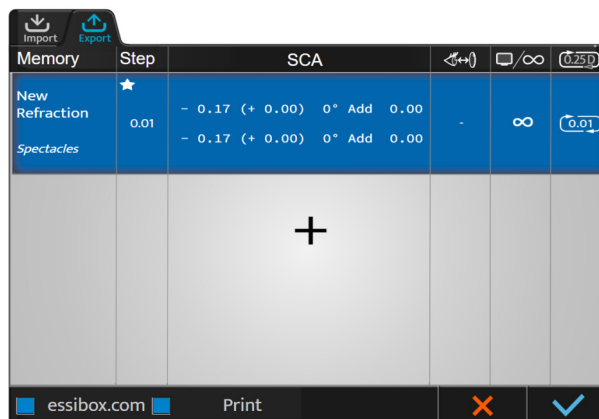 Import Export
Memory Step SCA ∞ 0.25D
New
Refraction
Spectacles
0.01
- 0.17 (+ 0.00) 0° Add 0.00
- 0.17 (+ 0.00) 0° Add 0.00
-
∞
0.01
essibox.com Print